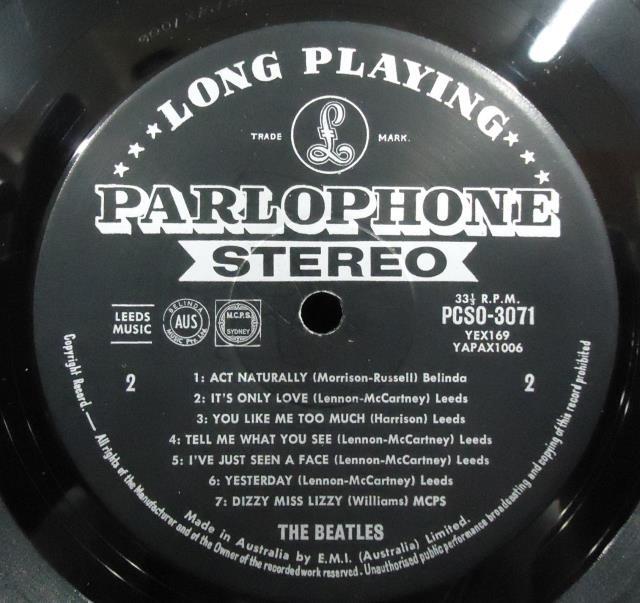 LONG PLAYING
TRADE MARK.
£
PARLOPHONE
STEREO
LEEDS
MUSIC
BELINDA
AUS
MUSIC Pty Ltd
M.C.P.S.
SYDNEY
33⅓ R.P.M.
PCSO-3071
YEX169
YAPAX1006
2
2
1: ACT NATURALLY (Morrison-Russell) Belinda
2: IT'S ONLY LOVE (Lennon-McCartney) Leeds
3: YOU LIKE ME TOO MUCH (Harrison) Leeds
4: TELL ME WHAT YOU SEE (Lennon-McCartney) Leeds
5: I'VE JUST SEEN A FACE (Lennon-McCartney) Leeds
6: YESTERDAY (Lennon-McCartney) Leeds
7: DIZZY MISS LIZZY (Williams) MCPS
THE BEATLES
Made in Australia by E.M.I. (Australia) Limited.
Copyright Record.— All rights of the Manufacturer and of the Owner of the recorded work reserved. Unauthorised public performance broadcasting and copying of this record prohibited